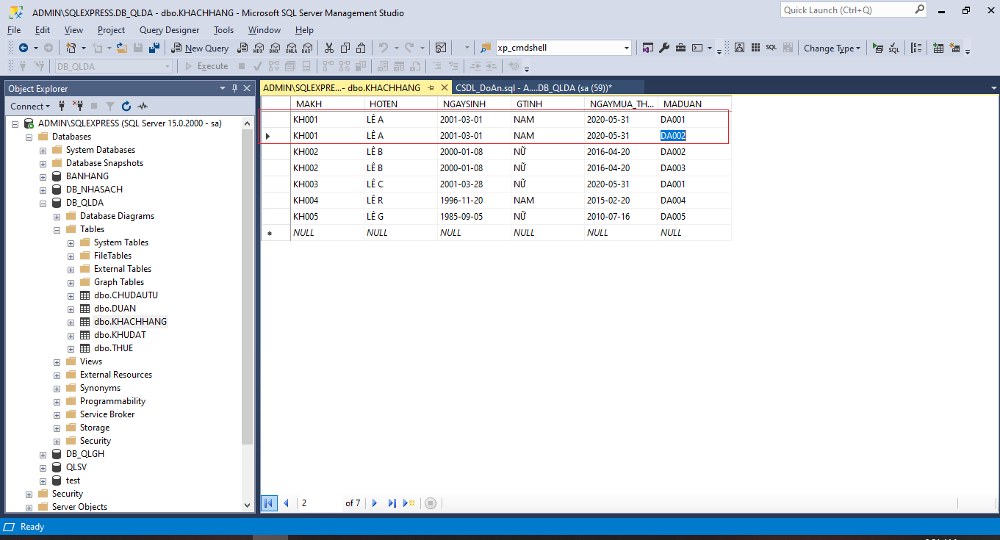 ADMIN\SQLEXPRESS.DB_QLDA - dbo.KHACHHANG - Microsoft SQL Server Management Studio
Quick Launch (Ctrl+Q)
File Edit View Project Query Designer Tools Window Help
New Query MDX DMX XMLA DAX xp_cmdshell SQL Change Type SQL
DB_QLDA Execute
Object Explorer
Connect
ADMIN\SQLEXPRESS (SQL Server 15.0.2000 - sa)
Databases
System Databases
Database Snapshots
BANHANG
DB_NHASACH
DB_QLDA
Database Diagrams
Tables
System Tables
FileTables
External Tables
Graph Tables
dbo.CHUDAUTU
dbo.DUAN
dbo.KHACHHANG
dbo.KHUDAT
dbo.THUE
Views
External Resources
Synonyms
Programmability
Service Broker
Storage
Security
DB_QLGH
QLSV
test
Security
Server Objects
ADMIN\SQLEXPRE...- dbo.KHACHHANG CSDL_DoAn.sql - A....DB_QLDA (sa (59))*
MAKH HOTEN NGAYSINH GTINH NGAYMUA_TH... MADUAN
KH001 LÊ A 2001-03-01 NAM 2020-05-31 DA001
KH001 LÊ A 2001-03-01 NAM 2020-05-31 DA002
KH002 LÊ B 2000-01-08 NỮ 2016-04-20 DA002
KH002 LÊ B 2000-01-08 NỮ 2016-04-20 DA003
KH003 LÊ C 2001-03-28 NỮ 2020-05-31 DA001
KH004 LÊ R 1996-11-20 NAM 2015-02-20 DA004
KH005 LÊ G 1985-09-05 NỮ 2010-07-16 DA005
NULL NULL NULL NULL NULL NULL
2 of 7
Ready